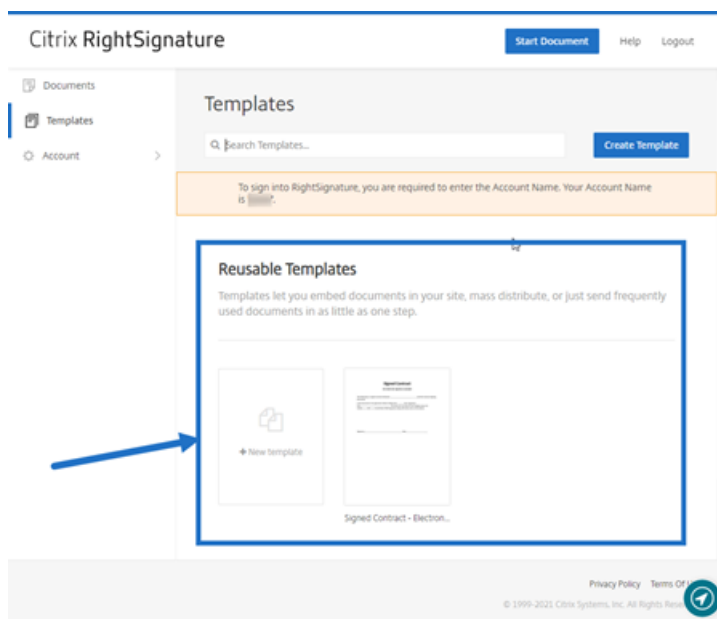 Citrix RightSignature
Start Document
Help
Logout
Documents
Templates
Account
Templates
Search Templates...
Create Template
To sign into RightSignature, you are required to enter the Account Name. Your Account Name
is
Reusable Templates
Templates let you embed documents in your site, mass distribute, or just send frequently
used documents in as little as one step.
+ New template
Signed Contract
Signed Contract - Electron...
Privacy Policy
Terms Of
© 1999-2021 Citrix Systems, Inc. All Rights